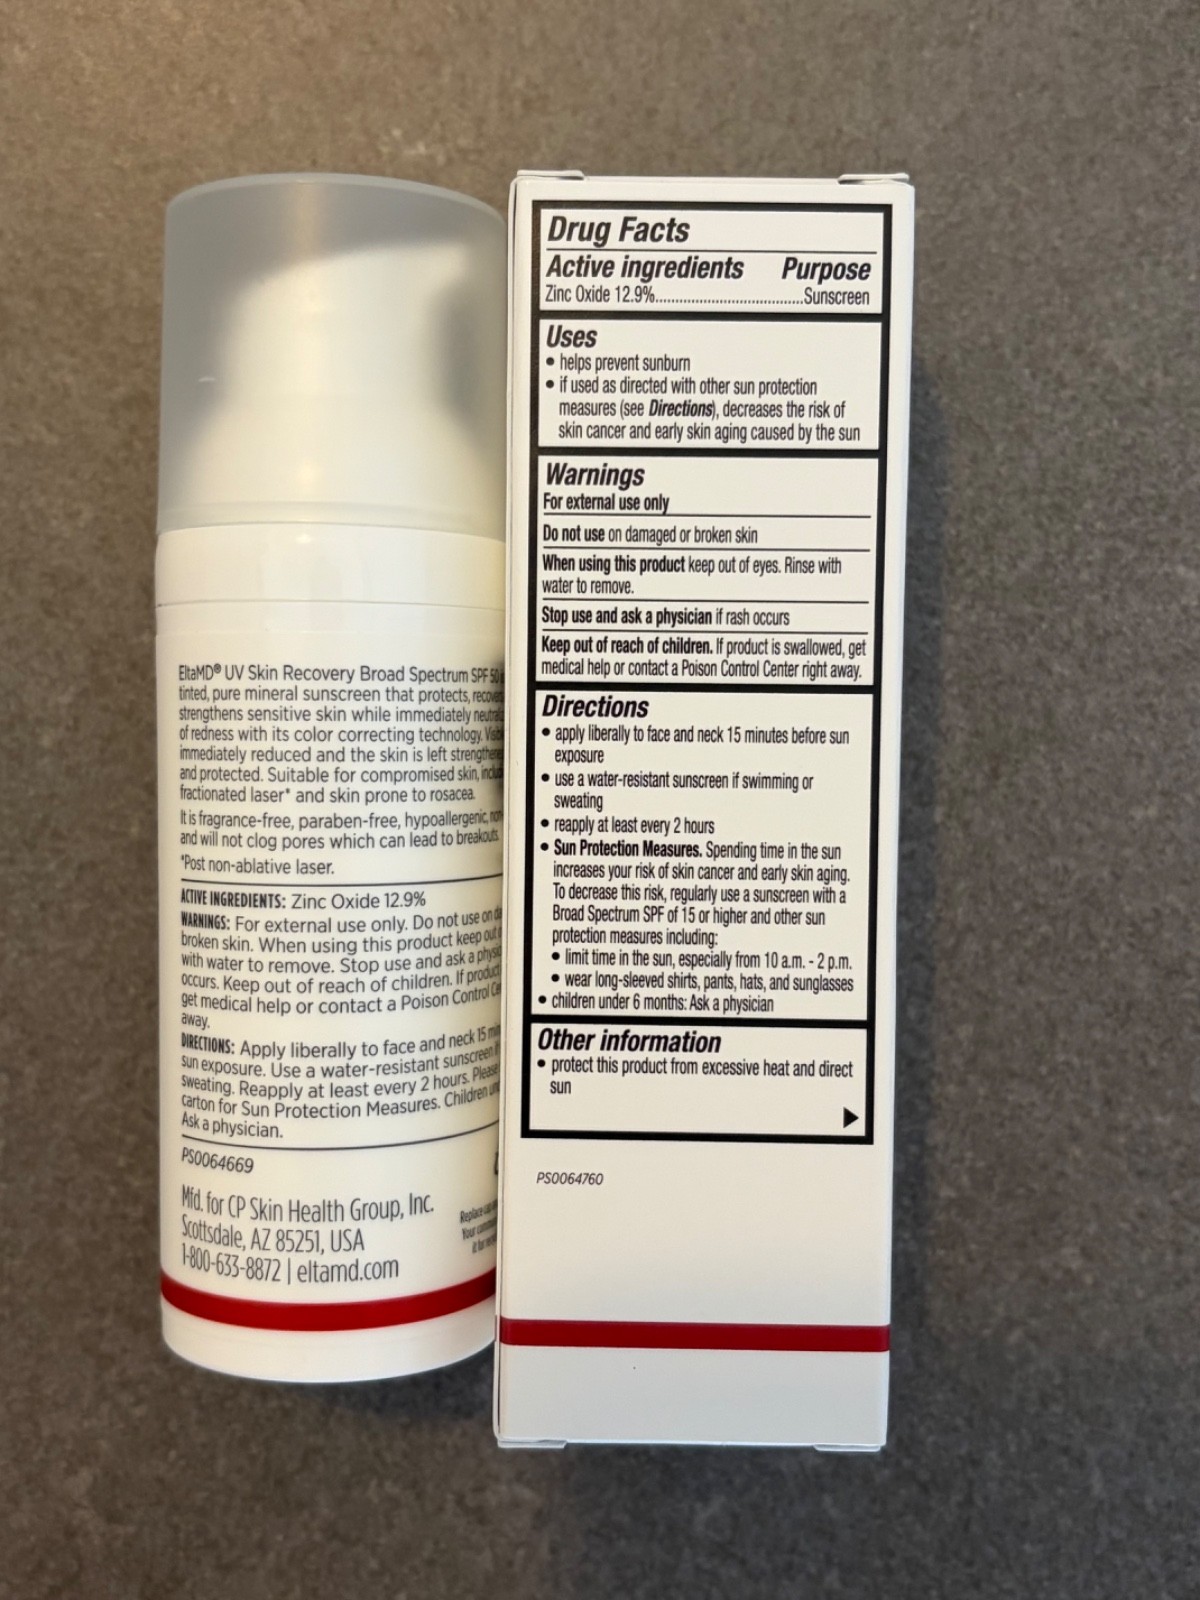 EltaMD® UV Skin Recovery Broad Spectrum SPF 50
tinted, pure mineral sunscreen that protects,
strengthens sensitive skin while immediately
of redness with its color correcting technology.
immediately reduced and the skin is left
and protected. Suitable for compromised skin,
fractionated laser* and skin prone to rosacea.
It is fragrance-free, paraben-free, hypoallergenic,
and will not clog pores which can lead to breakouts.
*Post non-ablative laser.
ACTIVE INGREDIENTS: Zinc Oxide 12.9%
WARNINGS: For external use only. Do not use on
broken skin. When using this product keep out
with water to remove. Stop use and ask a
occurs. Keep out of reach of children. If product
get medical help or contact a Poison Control
away.
DIRECTIONS: Apply liberally to face and neck 15
sun exposure. Use a water-resistant sunscreen
sweating. Reapply at least every 2 hours. Please
carton for Sun Protection Measures. Children
Ask a physician.
PS0064669
Mfd. for CP Skin Health Group, Inc.
Scottsdale, AZ 85251, USA
1-800-633-8872 | eltamd.com
Replace
Your
Drug Facts
Active ingredients Purpose
Zinc Oxide 12.9%.....................................Sunscreen
Uses
• helps prevent sunburn
• if used as directed with other sun protection
measures (see Directions), decreases the risk of
skin cancer and early skin aging caused by the sun
Warnings
For external use only
Do not use on damaged or broken skin
When using this product keep out of eyes. Rinse with
water to remove.
Stop use and ask a physician if rash occurs
Keep out of reach of children. If product is swallowed, get
medical help or contact a Poison Control Center right away.
Directions
• apply liberally to face and neck 15 minutes before sun
exposure
• use a water-resistant sunscreen if swimming or
sweating
• reapply at least every 2 hours
• Sun Protection Measures. Spending time in the sun
increases your risk of skin cancer and early skin aging.
To decrease this risk, regularly use a sunscreen with a
Broad Spectrum SPF of 15 or higher and other sun
protection measures including:
• limit time in the sun, especially from 10 a.m. - 2 p.m.
• wear long-sleeved shirts, pants, hats, and sunglasses
• children under 6 months: Ask a physician
Other information
• protect this product from excessive heat and direct
sun
PS0064760